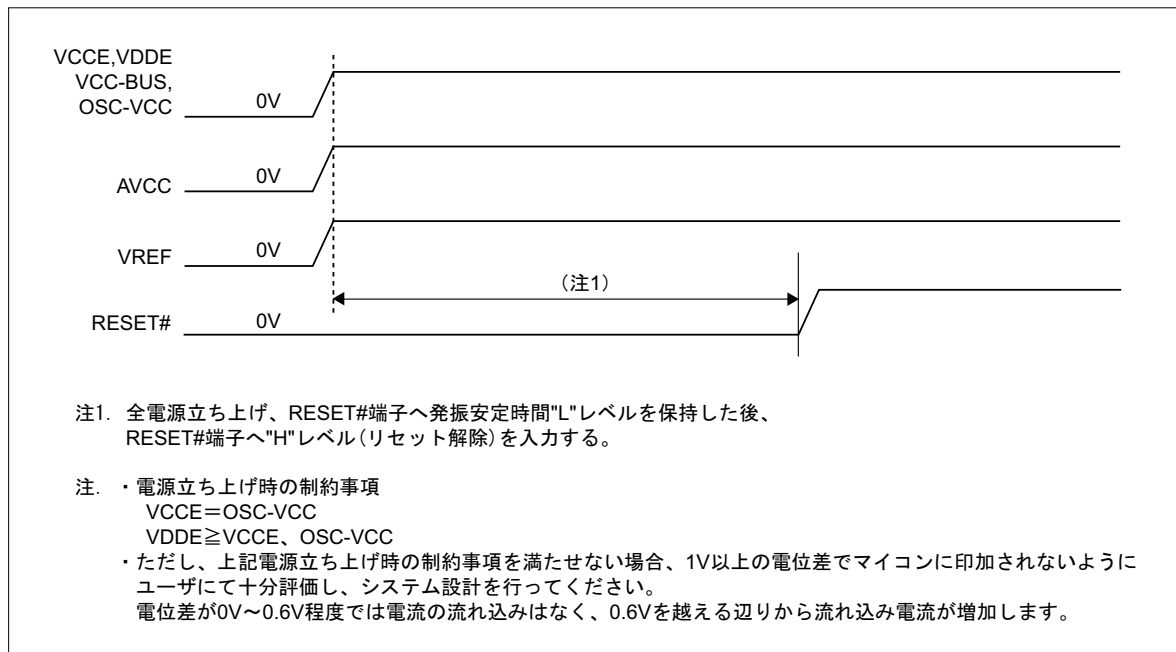 VCCE,VDDE
VCC-BUS,
OSC-VCC
0V
AVCC
0V
VREF
0V
(注1)
RESET#
0V
注1. 全電源立ち上げ、RESET#端子へ発振安定時間"L"レベルを保持した後、
RESET#端子へ"H"レベル(リセット解除)を入力する。
注. ・電源立ち上げ時の制約事項
VCCE=OSC-VCC
VDDE≧VCCE、OSC-VCC
・ただし、上記電源立ち上げ時の制約事項を満たせない場合、1V以上の電位差でマイコンに印加されないように
ユーザにて十分評価し、システム設計を行ってください。
電位差が0V~0.6V程度では電流の流れ込みはなく、0.6Vを越える辺りから流れ込み電流が増加します。